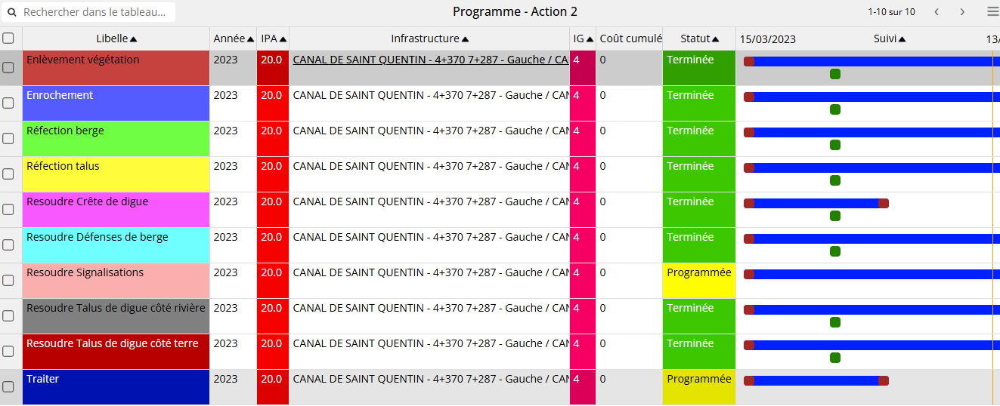 Rechercher dans le tableau...
Programme - Action 2
1-10 sur 10
Libelle Année IPA Infrastructure IG Coût cumulé Statut 15/03/2023 Suivi 13/
Enlèvement végétation 2023 20.0 CANAL DE SAINT QUENTIN - 4+370 7+287 - Gauche / CA 4 0 Terminée
Enrochement 2023 20.0 CANAL DE SAINT QUENTIN - 4+370 7+287 - Gauche / CAN 4 0 Terminée
Réfection berge 2023 20.0 CANAL DE SAINT QUENTIN - 4+370 7+287 - Gauche / CAN 4 0 Terminée
Réfection talus 2023 20.0 CANAL DE SAINT QUENTIN - 4+370 7+287 - Gauche / CAN 4 0 Terminée
Resoudre Crête de digue 2023 20.0 CANAL DE SAINT QUENTIN - 4+370 7+287 - Gauche / CAN 4 0 Terminée
Resoudre Défenses de berge 2023 20.0 CANAL DE SAINT QUENTIN - 4+370 7+287 - Gauche / CAN 4 0 Terminée
Resoudre Signalisations 2023 20.0 CANAL DE SAINT QUENTIN - 4+370 7+287 - Gauche / CAN 4 0 Programmée
Resoudre Talus de digue côté rivière 2023 20.0 CANAL DE SAINT QUENTIN - 4+370 7+287 - Gauche / CAN 4 0 Terminée
Resoudre Talus de digue côté terre 2023 20.0 CANAL DE SAINT QUENTIN - 4+370 7+287 - Gauche / CAN 4 0 Terminée
Traiter 2023 20.0 CANAL DE SAINT QUENTIN - 4+370 7+287 - Gauche / CAN 4 0 Programmée